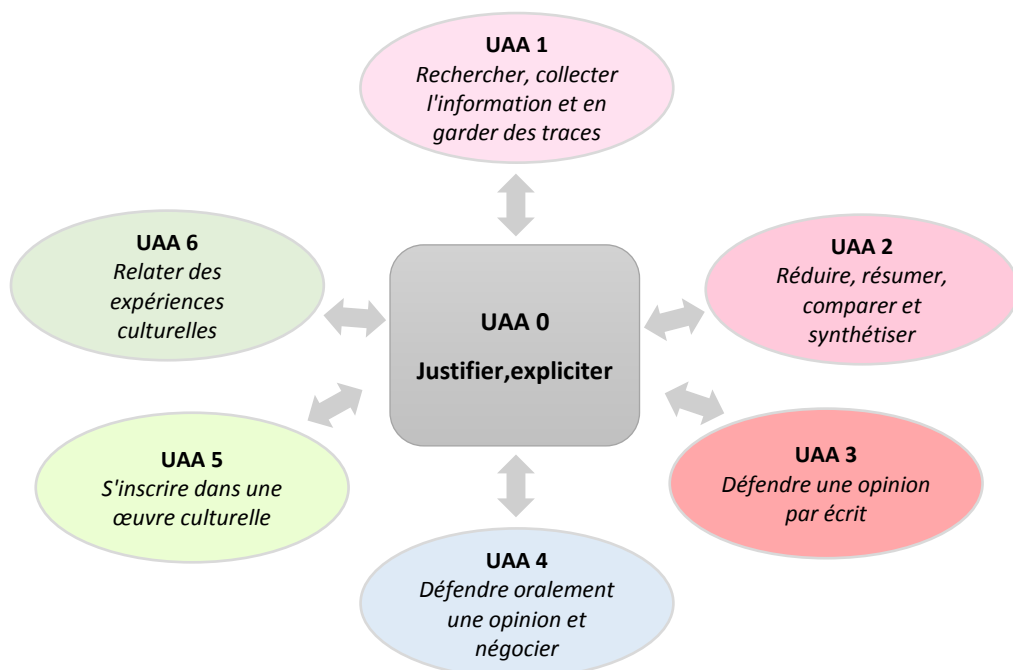 UAA 1
Rechercher, collecter
l'information et en
garder des traces
UAA 6
Relater des
expériences
culturelles
UAA 2
Réduire, résumer,
comparer et
synthétiser
UAA 0
Justifier,expliciter
UAA 5
S'inscrire dans une
œuvre culturelle
UAA 3
Défendre une opinion
par écrit
UAA 4
Défendre oralement
une opinion et
négocier